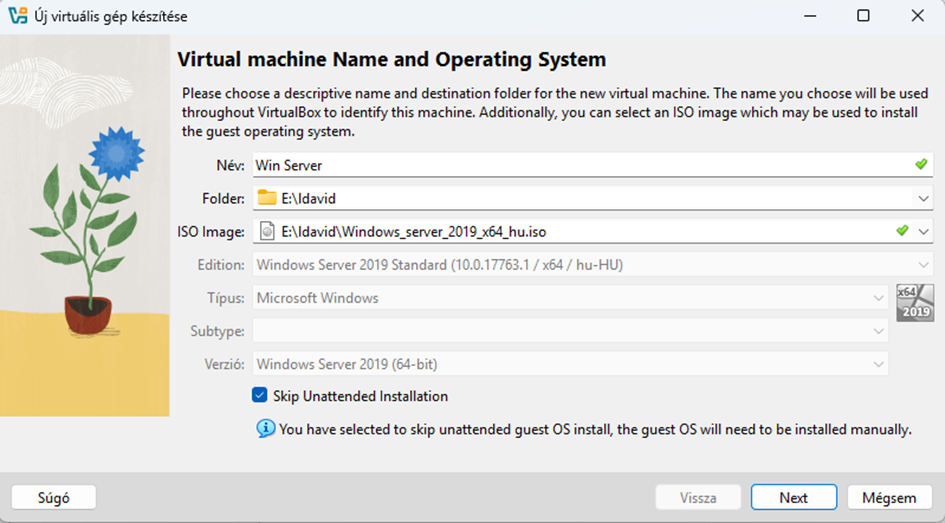 Új virtuális gép készítése
Virtual machine Name and Operating System
Please choose a descriptive name and destination folder for the new virtual machine. The name you choose will be used
throughout VirtualBox to identify this machine. Additionally, you can select an ISO image which may be used to install
the guest operating system.
Név: Win Server
Folder: E:\ldavid
ISO Image: E:\ldavid\Windows_server_2019_x64_hu.iso
Edition: Windows Server 2019 Standard (10.0.17763.1 / x64 / hu-HU)
Típus: Microsoft Windows
x64
2019
Subtype:
Verzió: Windows Server 2019 (64-bit)
Skip Unattended Installation
You have selected to skip unattended guest OS install, the guest OS will need to be installed manually.
Súgó Vissza Next Mégsem